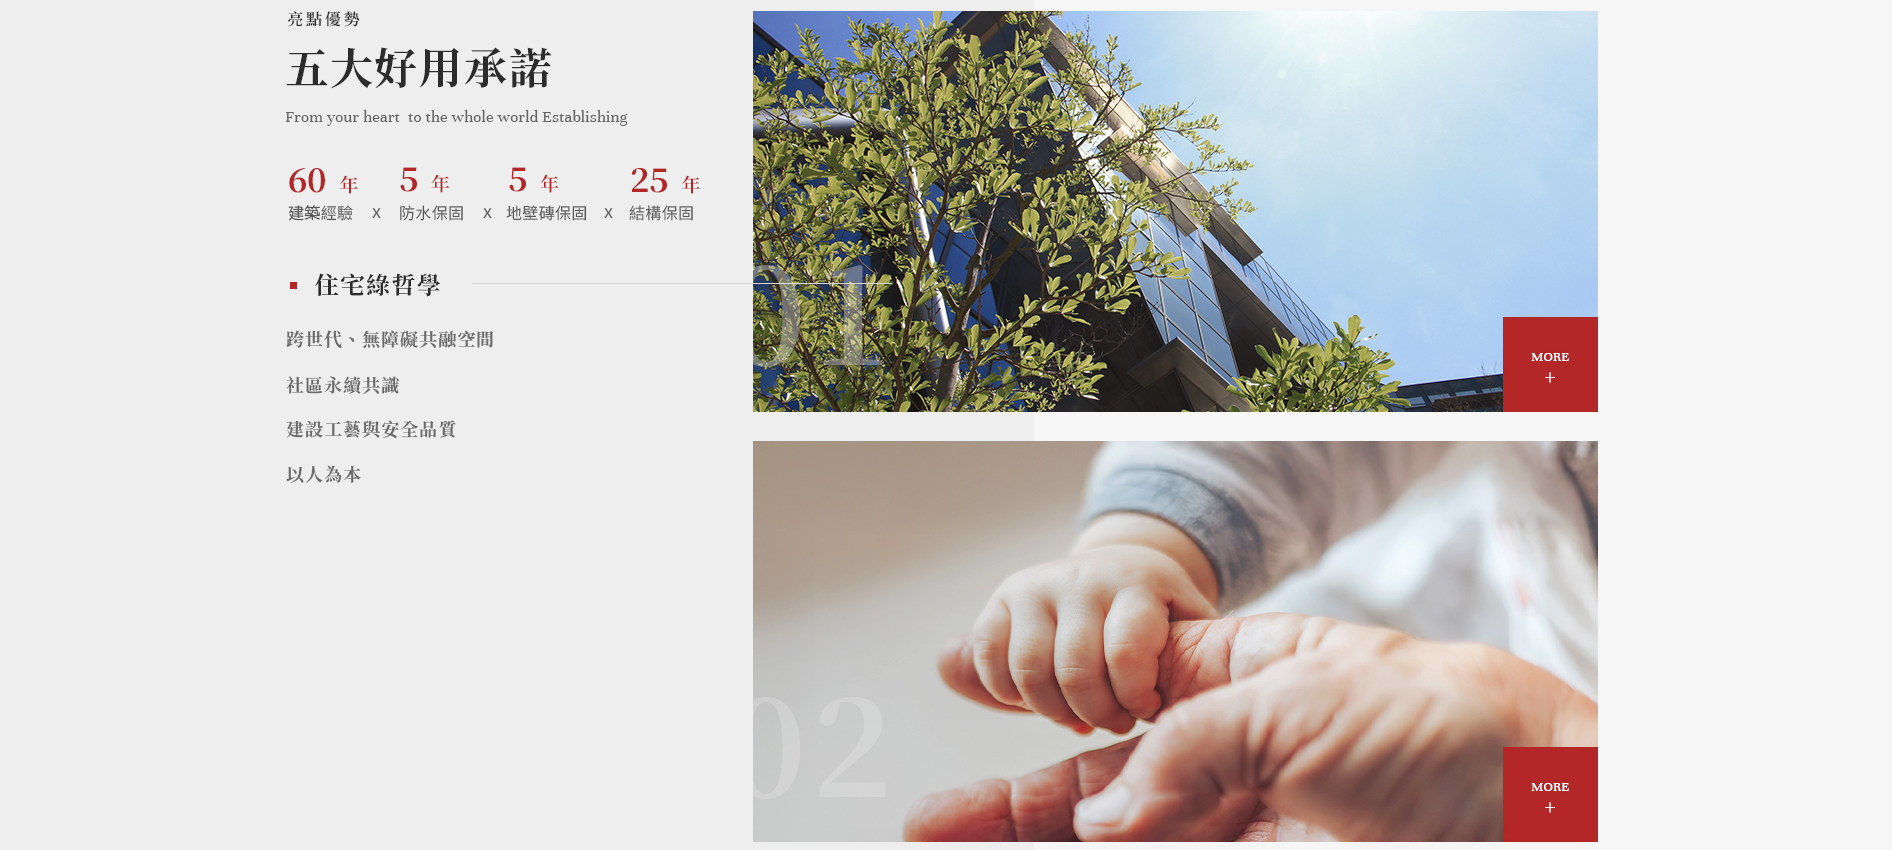 亮點優勢
五大好用承諾
From your heart to the whole world Establishing
60 年 5 年 5 年 25 年
建築經驗 x 防水保固 x 地壁磚保固 x 結構保固
住宅綠哲學
跨世代、無障礙共融空間
社區永續共識
建設工藝與安全品質
以人為本
01
MORE
+
02
MORE
+